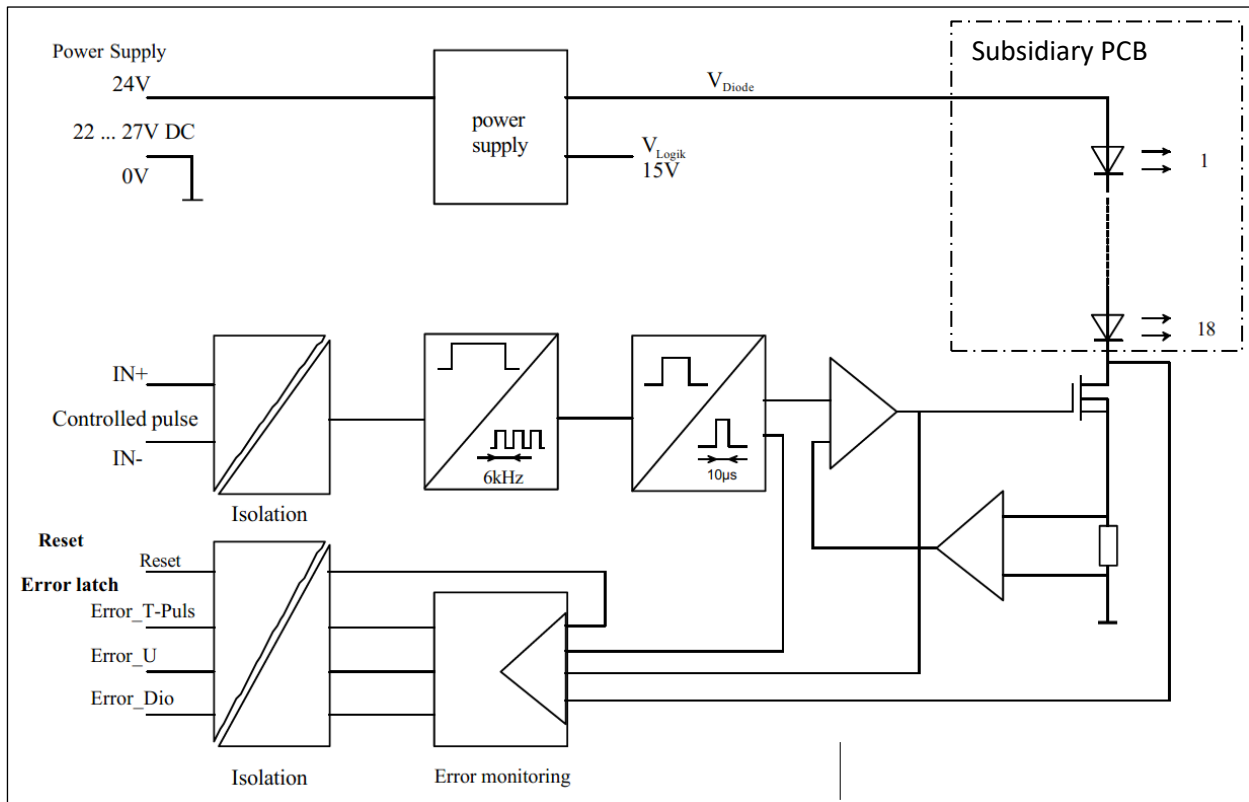 Power Supply
24V
22 ... 27V DC
0V
power
supply
V_Diode
V_Logik
15V
Subsidiary PCB
1
18
IN+
Controlled pulse
IN-
Isolation
6kHz
10µs
Reset
Reset
Error latch
Error_T-Puls
Error_U
Error_Dio
Isolation
Error monitoring